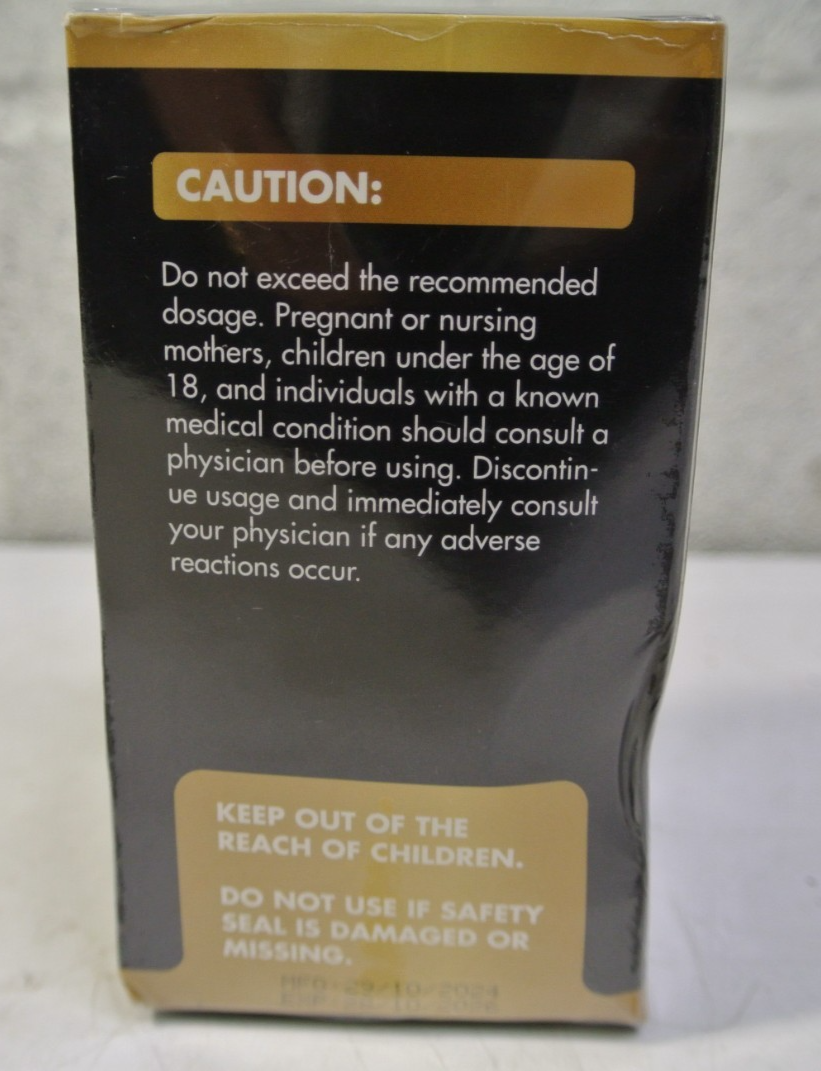 CAUTION:
Do not exceed the recommended
dosage. Pregnant or nursing
mothers, children under the age of
18, and individuals with a known
medical condition should consult a
physician before using. Discontin-
ue usage and immediately consult
your physician if any adverse
reactions occur.
KEEP OUT OF THE
REACH OF CHILDREN.
DO NOT USE IF SAFETY
SEAL IS DAMAGED OR
MISSING.
MFD 29/10/2024
EXP